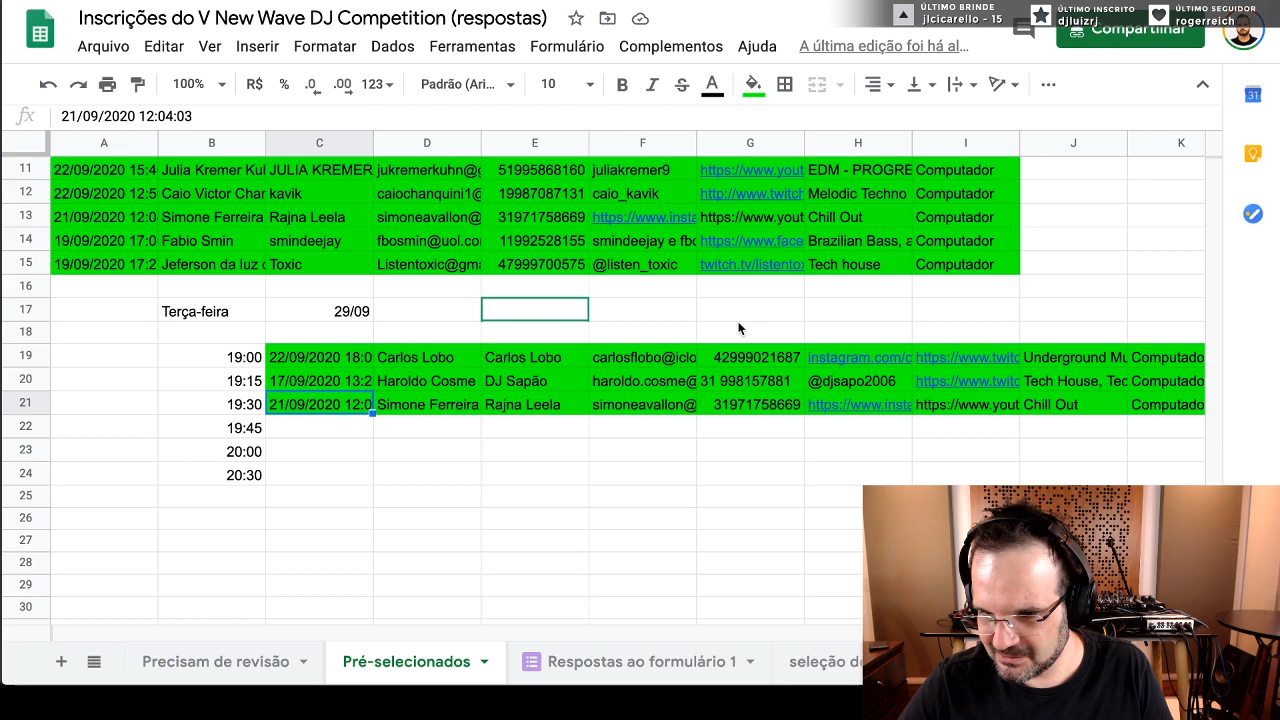 Inscrições do V New Wave DJ Competition (respostas)
ÚLTIMO BRINDE
jlcicarello - 15
ÚLTIMO INSCRITO
djluizrj
ÚLTIMO SEGUIDOR
rogerreich
Arquivo Editar Ver Inserir Formatar Dados Ferramentas Formulário Complementos Ajuda A última edição foi há al…
Compartilhar
100% R$ % .0 .00 123 Padrão (Ari... 10 B I S A
31
fx 21/09/2020 12:04:03
A B C D E F G H I J K
11 22/09/2020 15:4 Julia Kremer Kul JULIA KREMER jukremerkuhn@g 51995868160 juliakremer9 https://www.yout EDM - PROGRE Computador
12 22/09/2020 12:5 Caio Victor Char kavik caiochanquini1@ 19987087131 caio_kavik http://www.twitch Melodic Techno Computador
13 21/09/2020 12:0 Simone Ferreira Rajna Leela simoneavallon@ 31971758669 https://www.insta https://www.yout Chill Out Computador
14 19/09/2020 17:0 Fabio Smin smindeejay fbosmin@uol.co 11992528155 smindeejay e fbo https://www.face Brazilian Bass, a Computador
15 19/09/2020 17:2 Jeferson da luz c Toxic Listentoxic@gma 47999700575 @listen_toxic twitch.tv/listentox Tech house Computador
16
17 Terça-feira 29/09
18
19 19:00 22/09/2020 18:0 Carlos Lobo Carlos Lobo carlosflobo@iclo 42999021687 instagram.com/c https://www.twitc Underground Mu Computado
20 19:15 17/09/2020 13:2 Haroldo Cosme DJ Sapão haroldo.cosme@ 31 998157881 @djsapo2006 https://www.twitc Tech House, Tec Computado
21 19:30 21/09/2020 12:0 Simone Ferreira Rajna Leela simoneavallon@ 31971758669 https://www.insta https://www.yout Chill Out Computado
22 19:45
23 20:00
24 20:30
25
26
27
28
29
30
Precisam de revisão Pré-selecionados Respostas ao formulário 1 seleção de